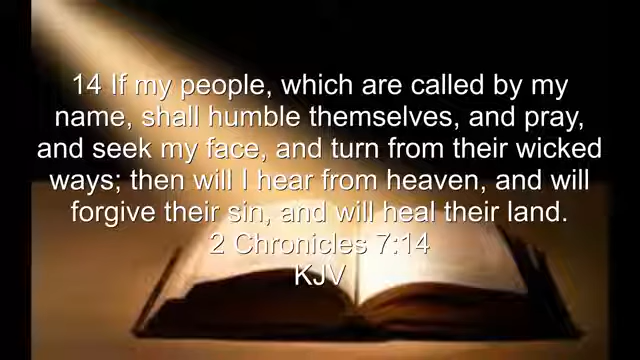 14 If my people, which are called by my
name, shall humble themselves, and pray,
and seek my face, and turn from their wicked
ways; then will I hear from heaven, and will
forgive their sin, and will heal their land.
2 Chronicles 7:14
KJV